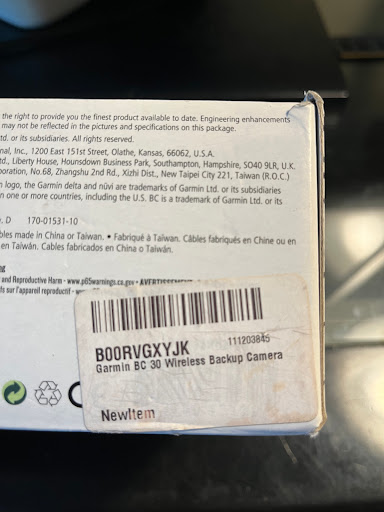 the right to provide you the finest product available to date. Engineering enhancements
may not be reflected in the pictures and specifications on this package.
td. or its subsidiaries. All rights reserved.
nal, Inc., 1200 East 151st Street, Olathe, Kansas, 66062, U.S.A.
td., Liberty House, Hounsdown Business Park, Southampton, Hampshire, SO40 9LR, U.K.
oration, No.68, Zhangshu 2nd Rd., Xizhi Dist., New Taipei City 221, Taiwan (R.O.C.)
n logo, the Garmin delta and nüvi are trademarks of Garmin Ltd. or its subsidiaries
n one or more countries, including the U.S. BC is a trademark of Garmin Ltd. or its
. D 170-01531-10
bles made in China or Taiwan. • Fabriqué à Taiwan. Câbles fabriqués en Chine ou en
en Taiwán. Cables fabricados en China o Taiwán.
and Reproductive Harm - www.p65warnings.ca.gov •
ts sur l'appareil reproductif -
B00RVGXYJK 111203845
Garmin BC 30 Wireless Backup Camera
NewItem